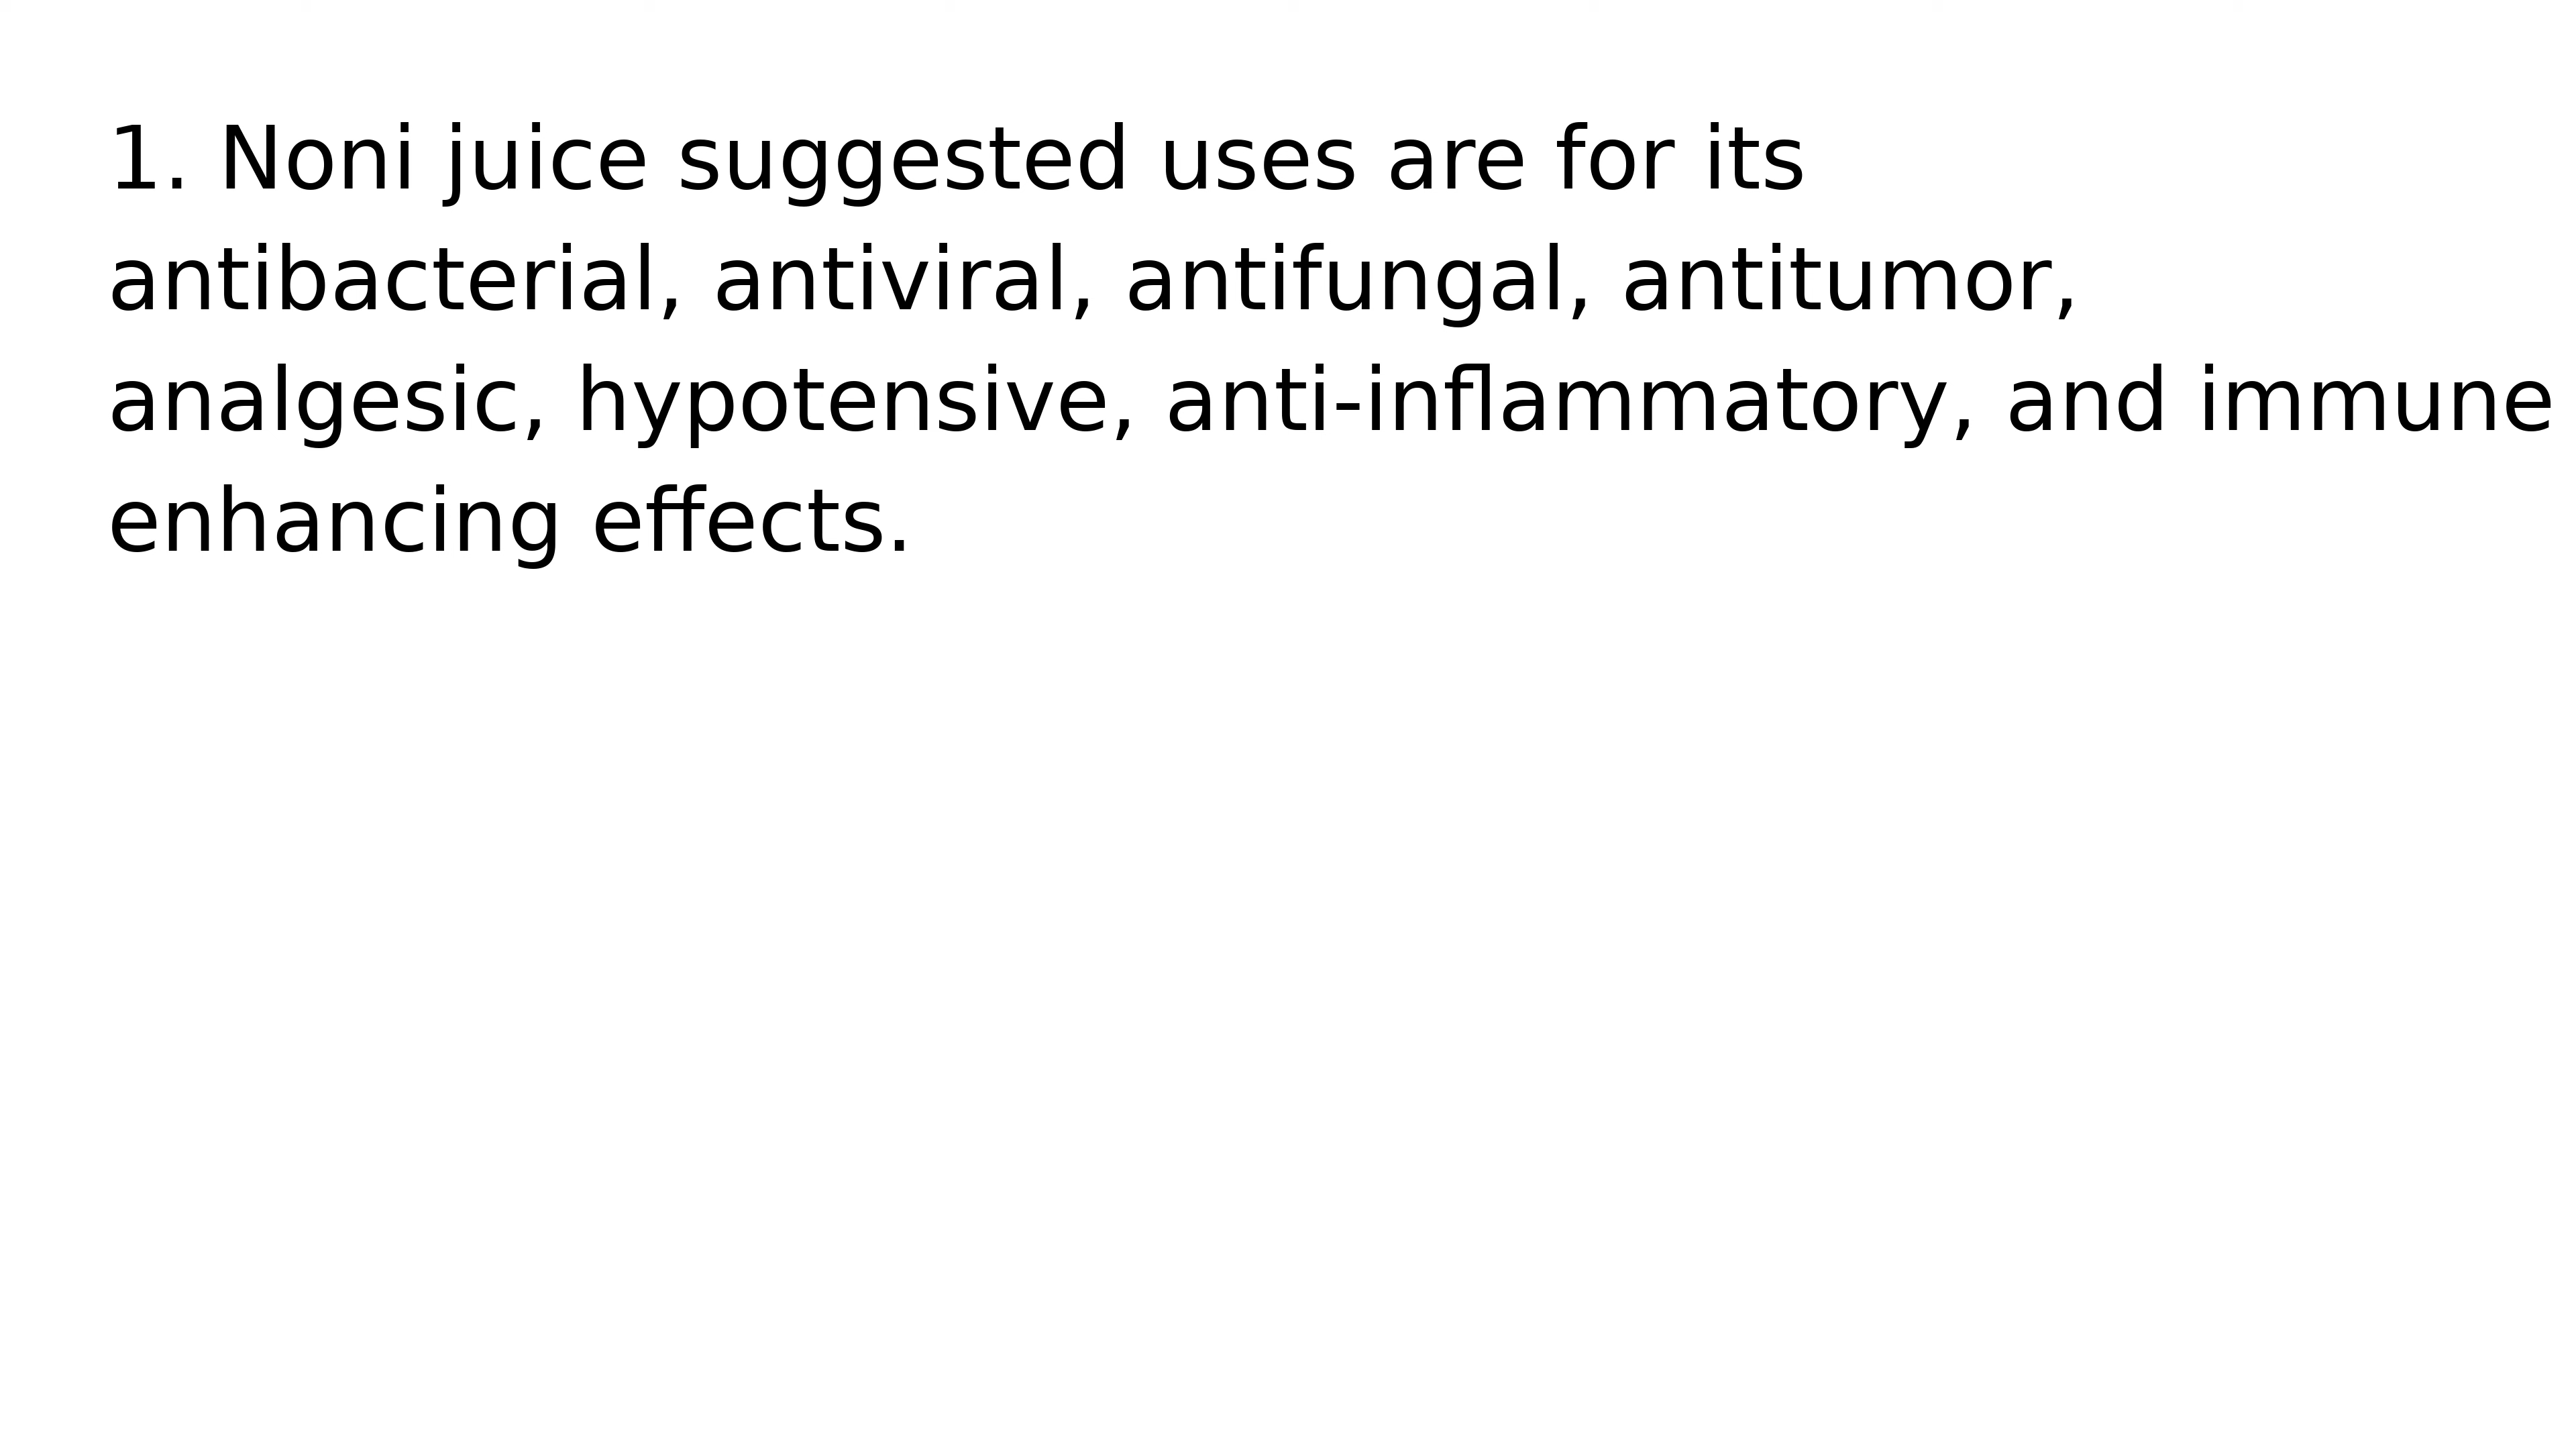 1. Noni juice suggested uses are for its
antibacterial, antiviral, antifungal, antitumor,
analgesic, hypotensive, anti-inflammatory, and immune
enhancing effects.